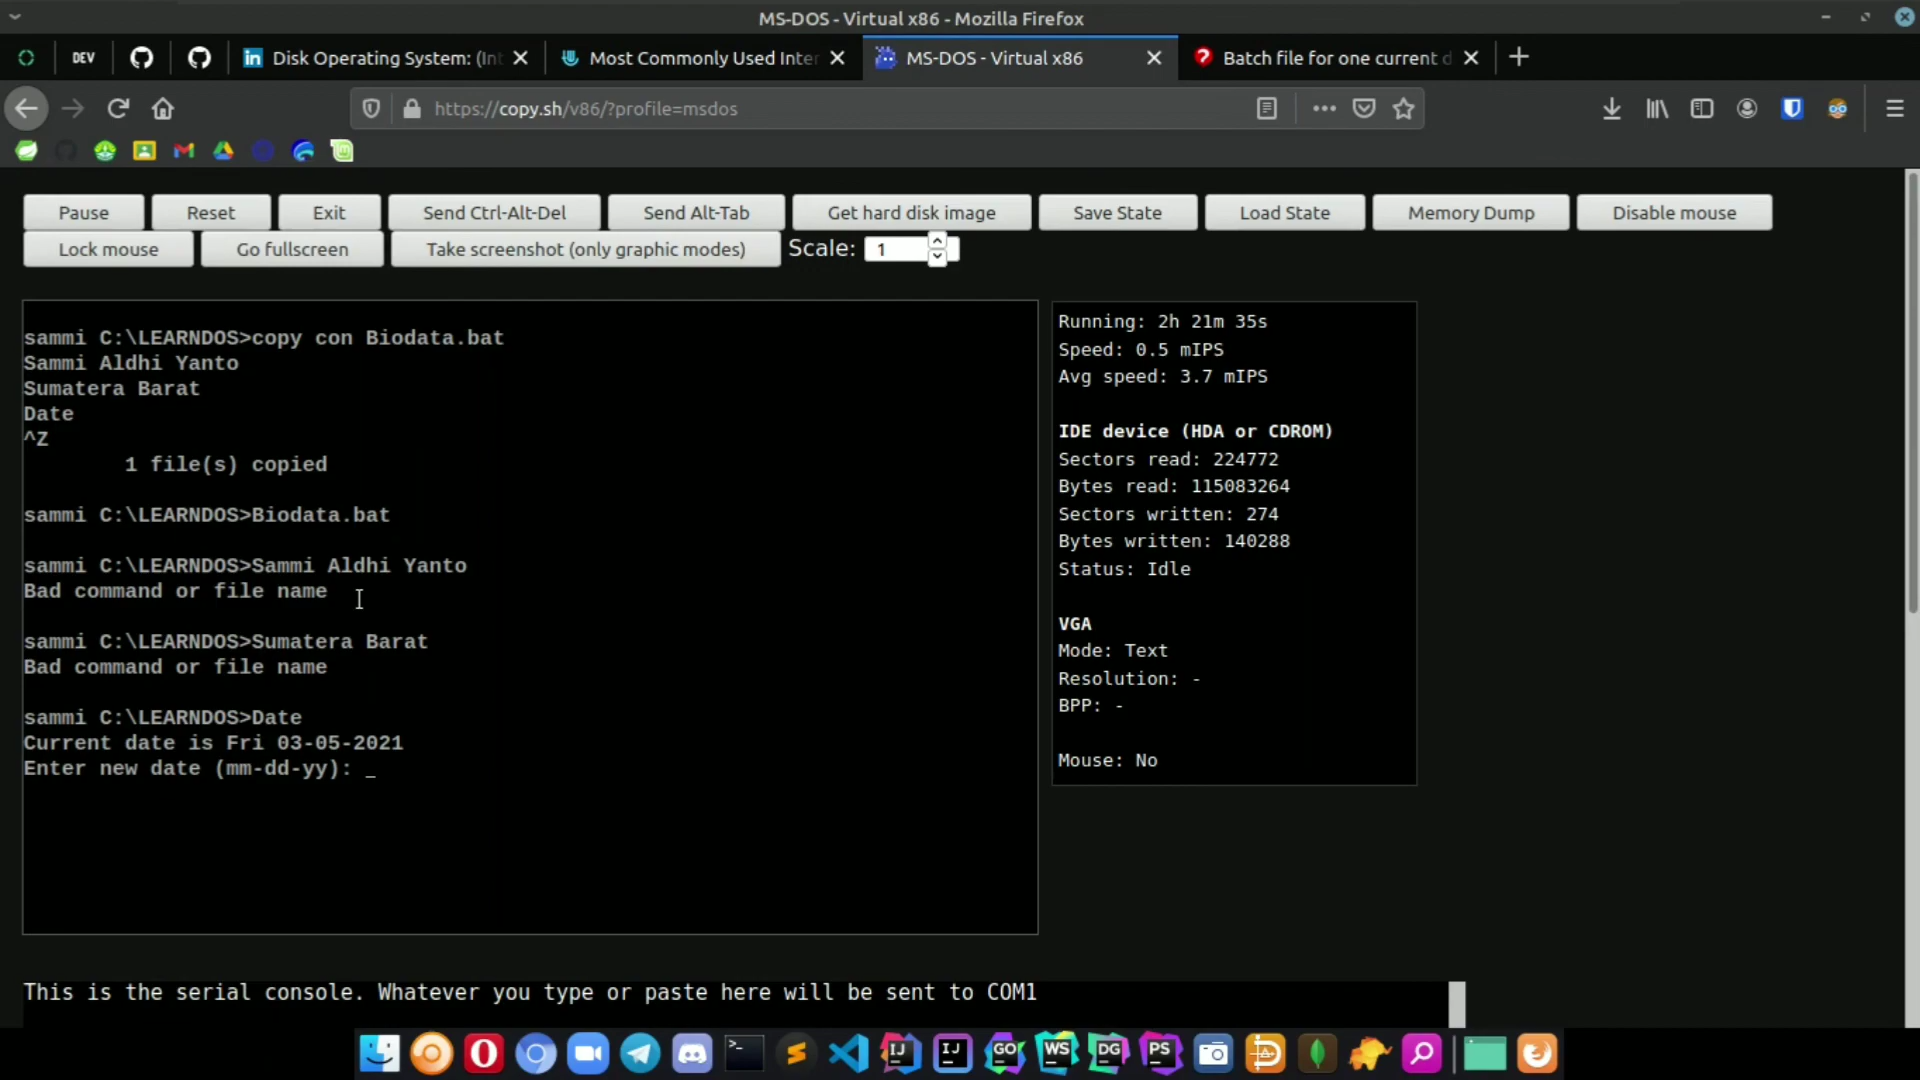 MS-DOS - Virtual x86 - Mozilla Firefox
DEV
Disk Operating System: (Int
Most Commonly Used Inter
MS-DOS - Virtual x86
Batch file for one current d
https://copy.sh/v86/?profile=msdos
Pause
Reset
Exit
Send Ctrl-Alt-Del
Send Alt-Tab
Get hard disk image
Save State
Load State
Memory Dump
Disable mouse
Lock mouse
Go fullscreen
Take screenshot (only graphic modes)
Scale: 1
sammi C:\LEARNDOS>copy con Biodata.bat
Sammi Aldhi Yanto
Sumatera Barat
Date
^Z
1 file(s) copied
sammi C:\LEARNDOS>Biodata.bat
sammi C:\LEARNDOS>Sammi Aldhi Yanto
Bad command or file name
sammi C:\LEARNDOS>Sumatera Barat
Bad command or file name
sammi C:\LEARNDOS>Date
Current date is Fri 03-05-2021
Enter new date (mm-dd-yy): _
Running: 2h 21m 35s
Speed: 0.5 mIPS
Avg speed: 3.7 mIPS
IDE device (HDA or CDROM)
Sectors read: 224772
Bytes read: 115083264
Sectors written: 274
Bytes written: 140288
Status: Idle
VGA
Mode: Text
Resolution: -
BPP: -
Mouse: No
This is the serial console. Whatever you type or paste here will be sent to COM1
IJ
IJ
GO
WS
DG
PS